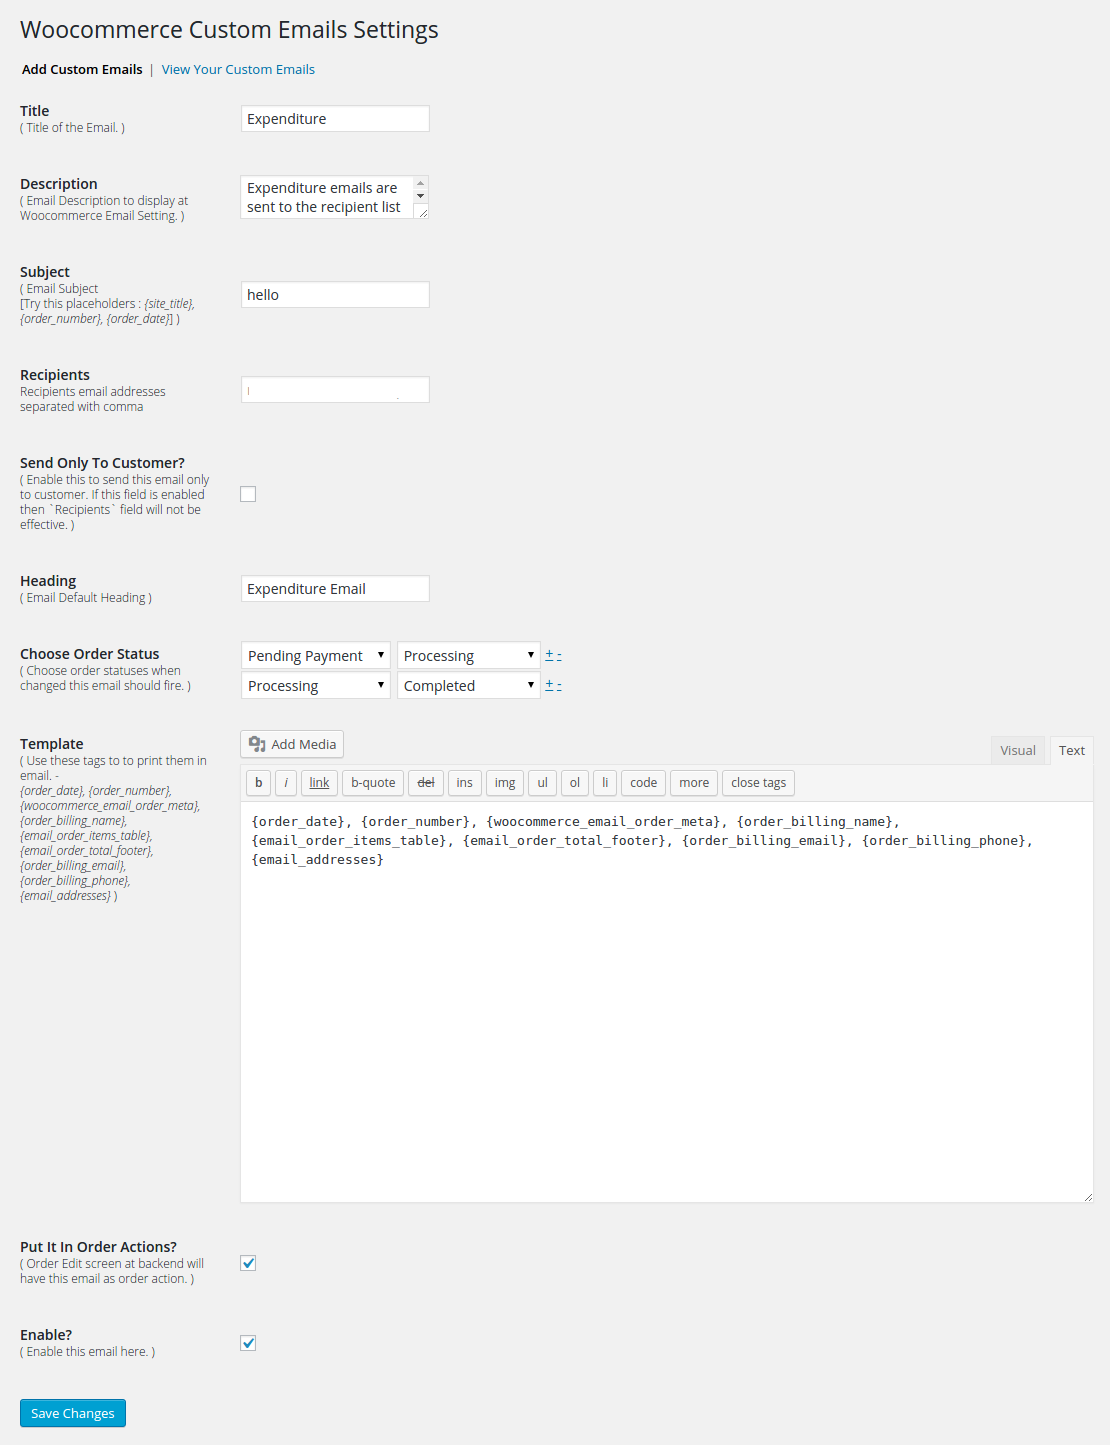 Woocommerce Custom Emails Settings
Add Custom Emails | View Your Custom Emails
Title
( Title of the Email. )
Expenditure
Description
( Email Description to display at
Woocommerce Email Setting. )
Expenditure emails are
sent to the recipient list
Subject
( Email Subject
[Try this placeholders : {site_title},
{order_number}, {order_date}] )
hello
Recipients
Recipients email addresses
separated with comma
Send Only To Customer?
( Enable this to send this email only
to customer. If this field is enabled
then `Recipients` field will not be
effective. )
Heading
( Email Default Heading )
Expenditure Email
Choose Order Status
( Choose order statuses when
changed this email should fire. )
Pending Payment Processing + -
Processing Completed + -
Template
( Use these tags to to print them in
email. -
{order_date}, {order_number},
{woocommerce_email_order_meta},
{order_billing_name},
{email_order_items_table},
{email_order_total_footer},
{order_billing_email},
{order_billing_phone},
{email_addresses} )
Add Media
Visual Text
b i link b-quote del ins img ul ol li code more close tags
{order_date}, {order_number}, {woocommerce_email_order_meta}, {order_billing_name},
{email_order_items_table}, {email_order_total_footer}, {order_billing_email}, {order_billing_phone},
{email_addresses}
Put It In Order Actions?
( Order Edit screen at backend will
have this email as order action. )
Enable?
( Enable this email here. )
Save Changes